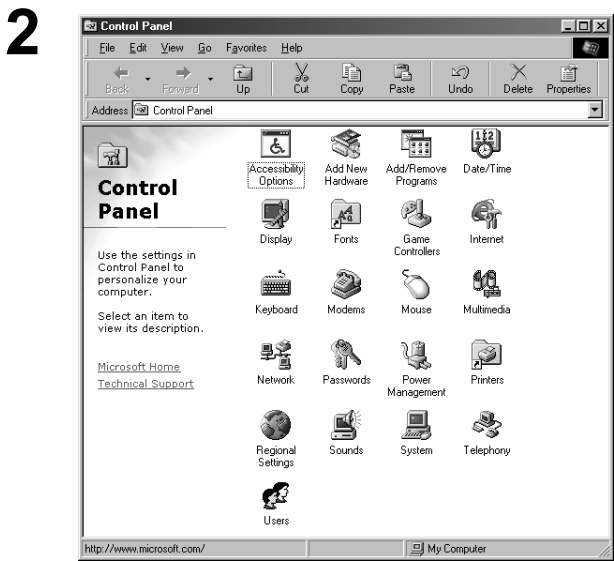 2
Control Panel
File Edit View Go Favorites Help
Back Forward Up Cut Copy Paste Undo Delete Properties
Address Control Panel
Control
Panel
Use the settings in
Control Panel to
personalize your
computer.
Select an item to
view its description.
Microsoft Home
Technical Support
Accessibility
Options
Add New
Hardware
Add/Remove
Programs
Date/Time
Display
Fonts
Game
Controllers
Internet
Keyboard
Modems
Mouse
Multimedia
Network
Passwords
Power
Management
Printers
Regional
Settings
Sounds
System
Telephony
Users
http://www.microsoft.com/
My Computer